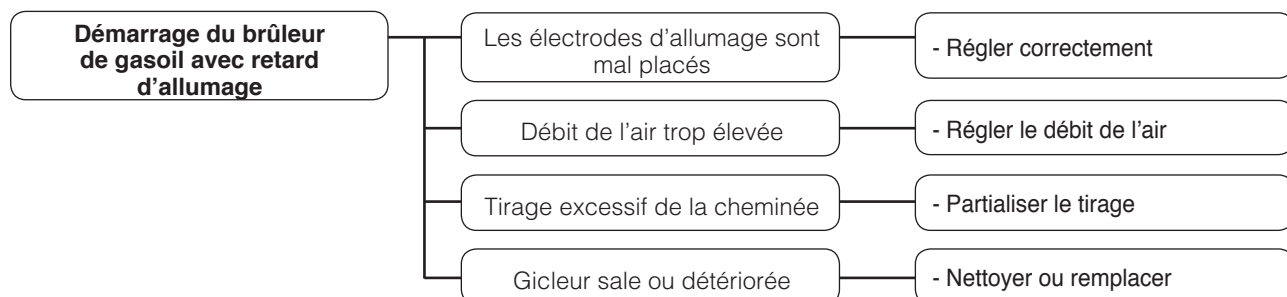 Démarrage du brûleur
de gasoil avec retard
d'allumage
Les électrodes d'allumage sont
mal placés
- Régler correctement
Débit de l'air trop élevée
- Régler le débit de l'air
Tirage excessif de la cheminée
- Partialiser le tirage
Gicleur sale ou détériorée
- Nettoyer ou remplacer